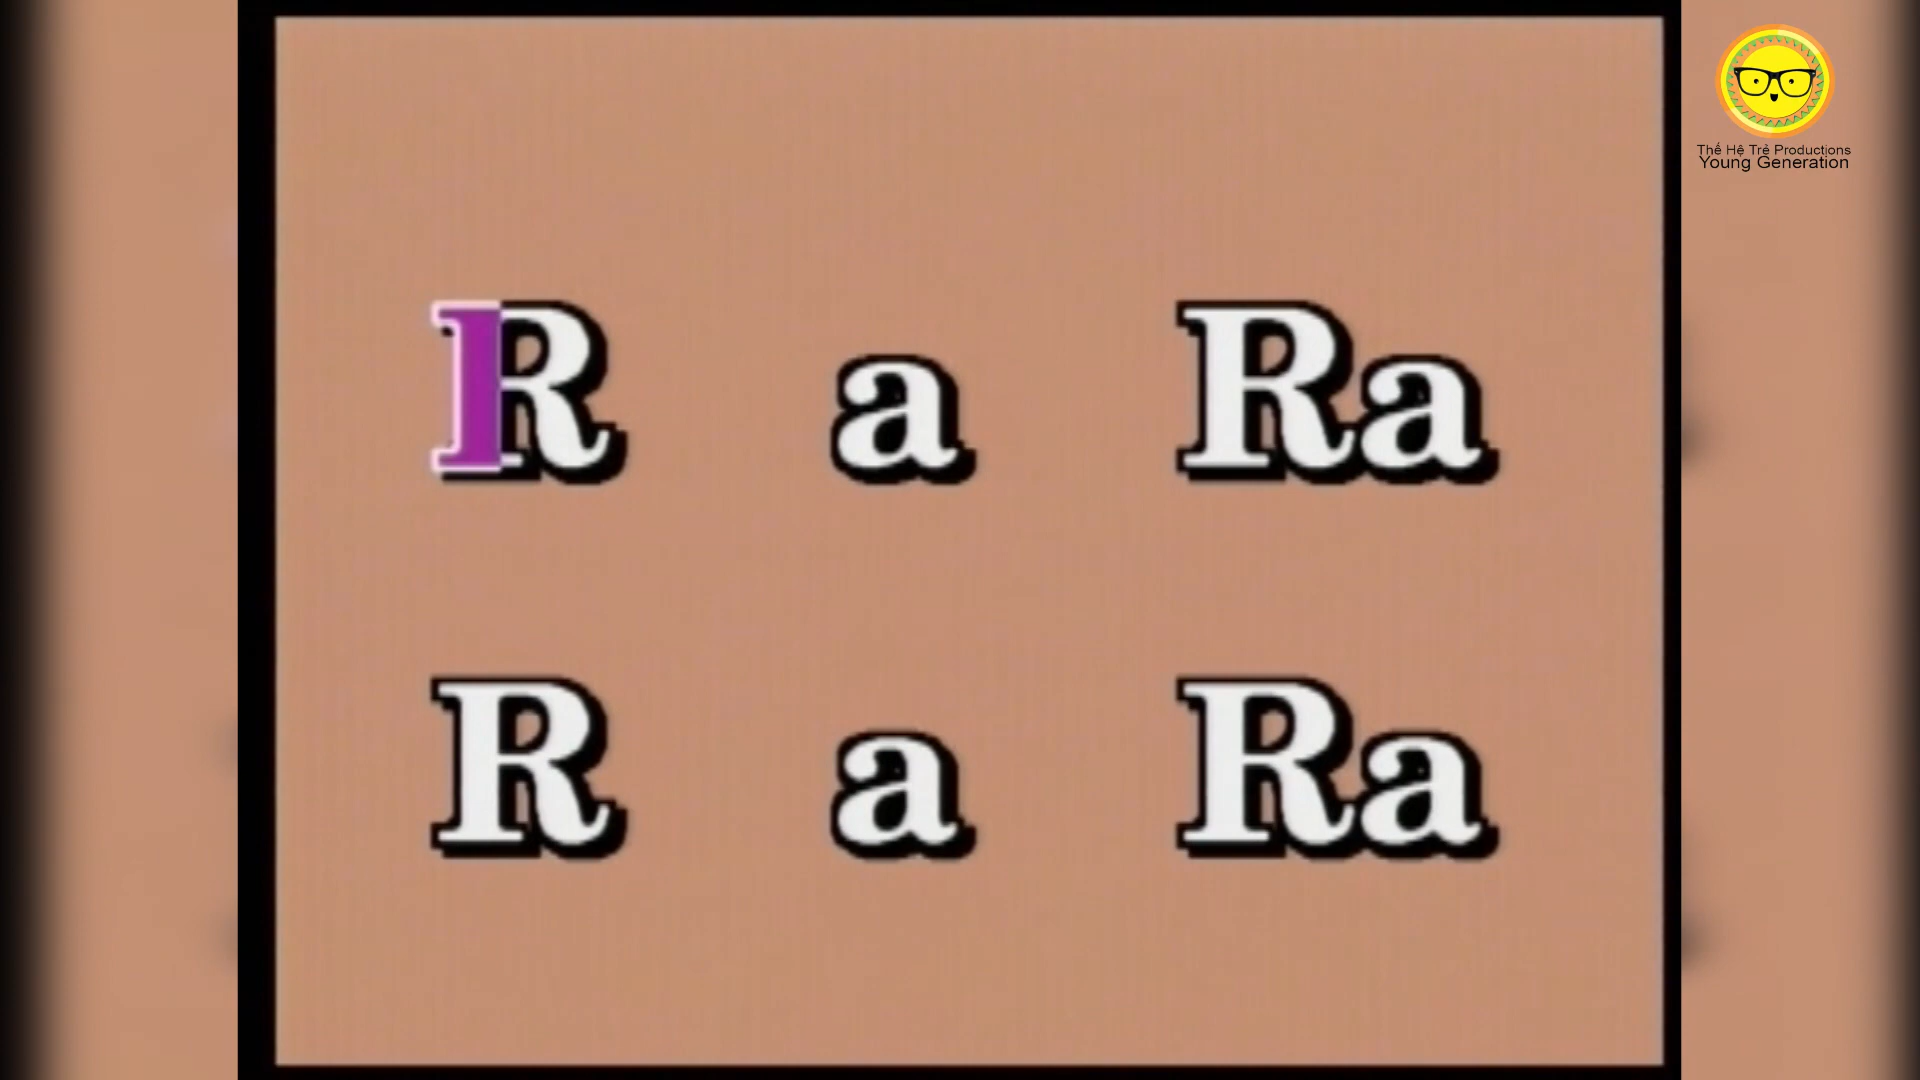 Thế Hệ Trẻ Productions
Young Generation
R a Ra
R a Ra